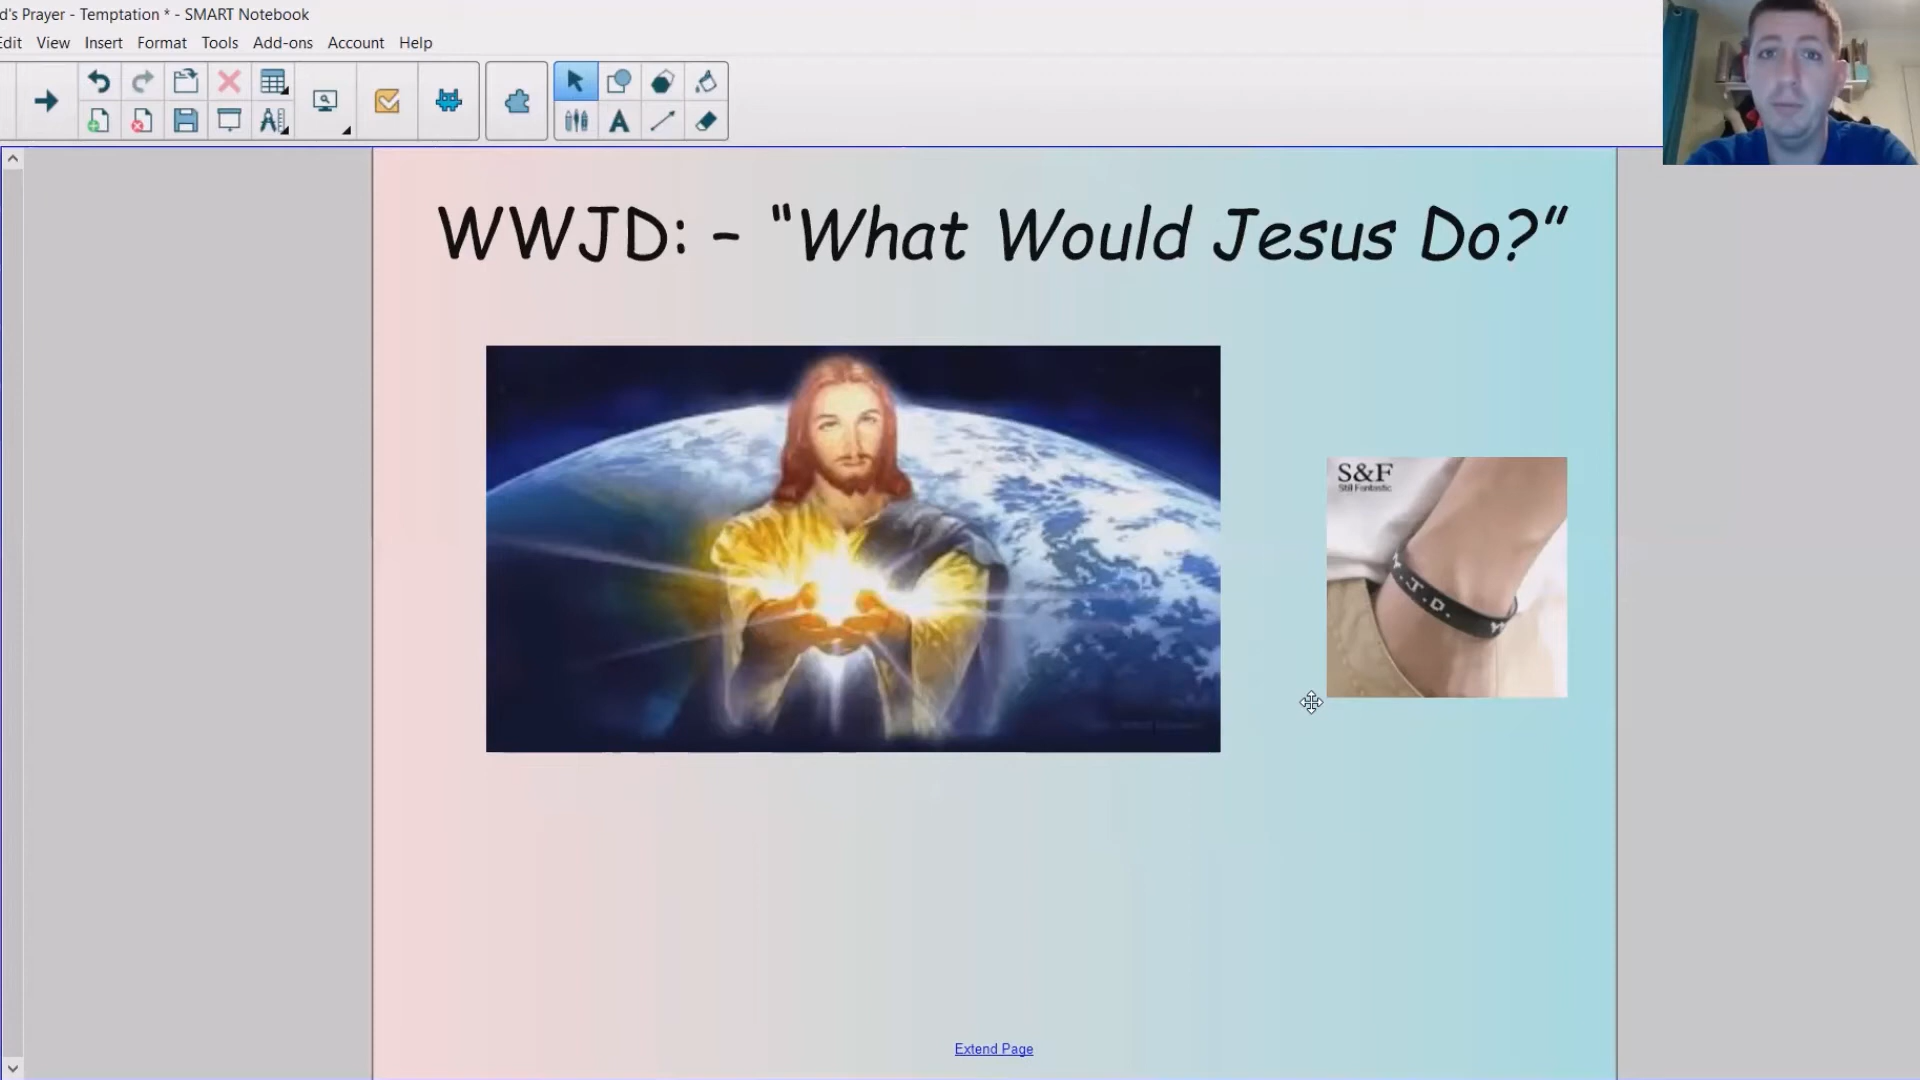 d's Prayer - Temptation * - SMART Notebook
Edit View Insert Format Tools Add-ons Account Help
WWJD: - "What Would Jesus Do?"
S&F
Still Fantastic
.J.D.
Extend Page